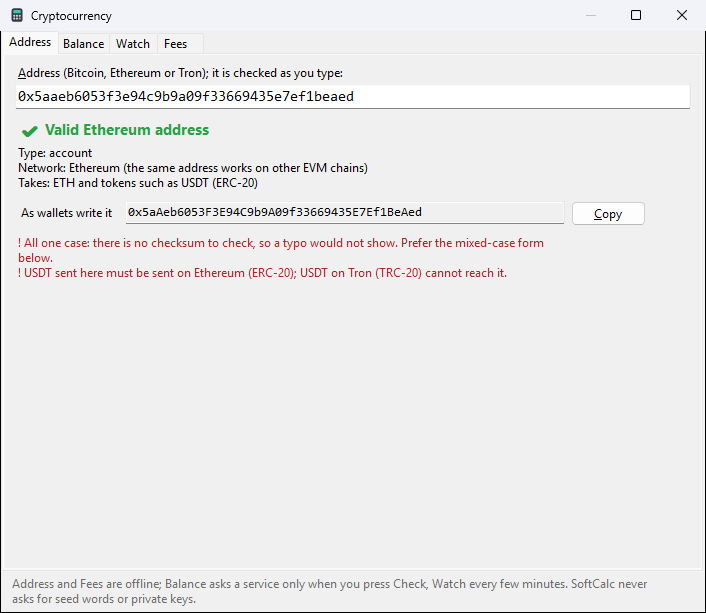 Cryptocurrency
Address Balance Watch Fees
Address (Bitcoin, Ethereum or Tron); it is checked as you type:
0x5aaeb6053f3e94c9b9a09f33669435e7ef1beaed
Valid Ethereum address
Type: account
Network: Ethereum (the same address works on other EVM chains)
Takes: ETH and tokens such as USDT (ERC-20)
As wallets write it 0x5aAeb6053F3E94C9b9A09f33669435E7Ef1BeAed Copy
! All one case: there is no checksum to check, so a typo would not show. Prefer the mixed-case form
below.
! USDT sent here must be sent on Ethereum (ERC-20); USDT on Tron (TRC-20) cannot reach it.
Address and Fees are offline; Balance asks a service only when you press Check, Watch every few minutes. SoftCalc never
asks for seed words or private keys.